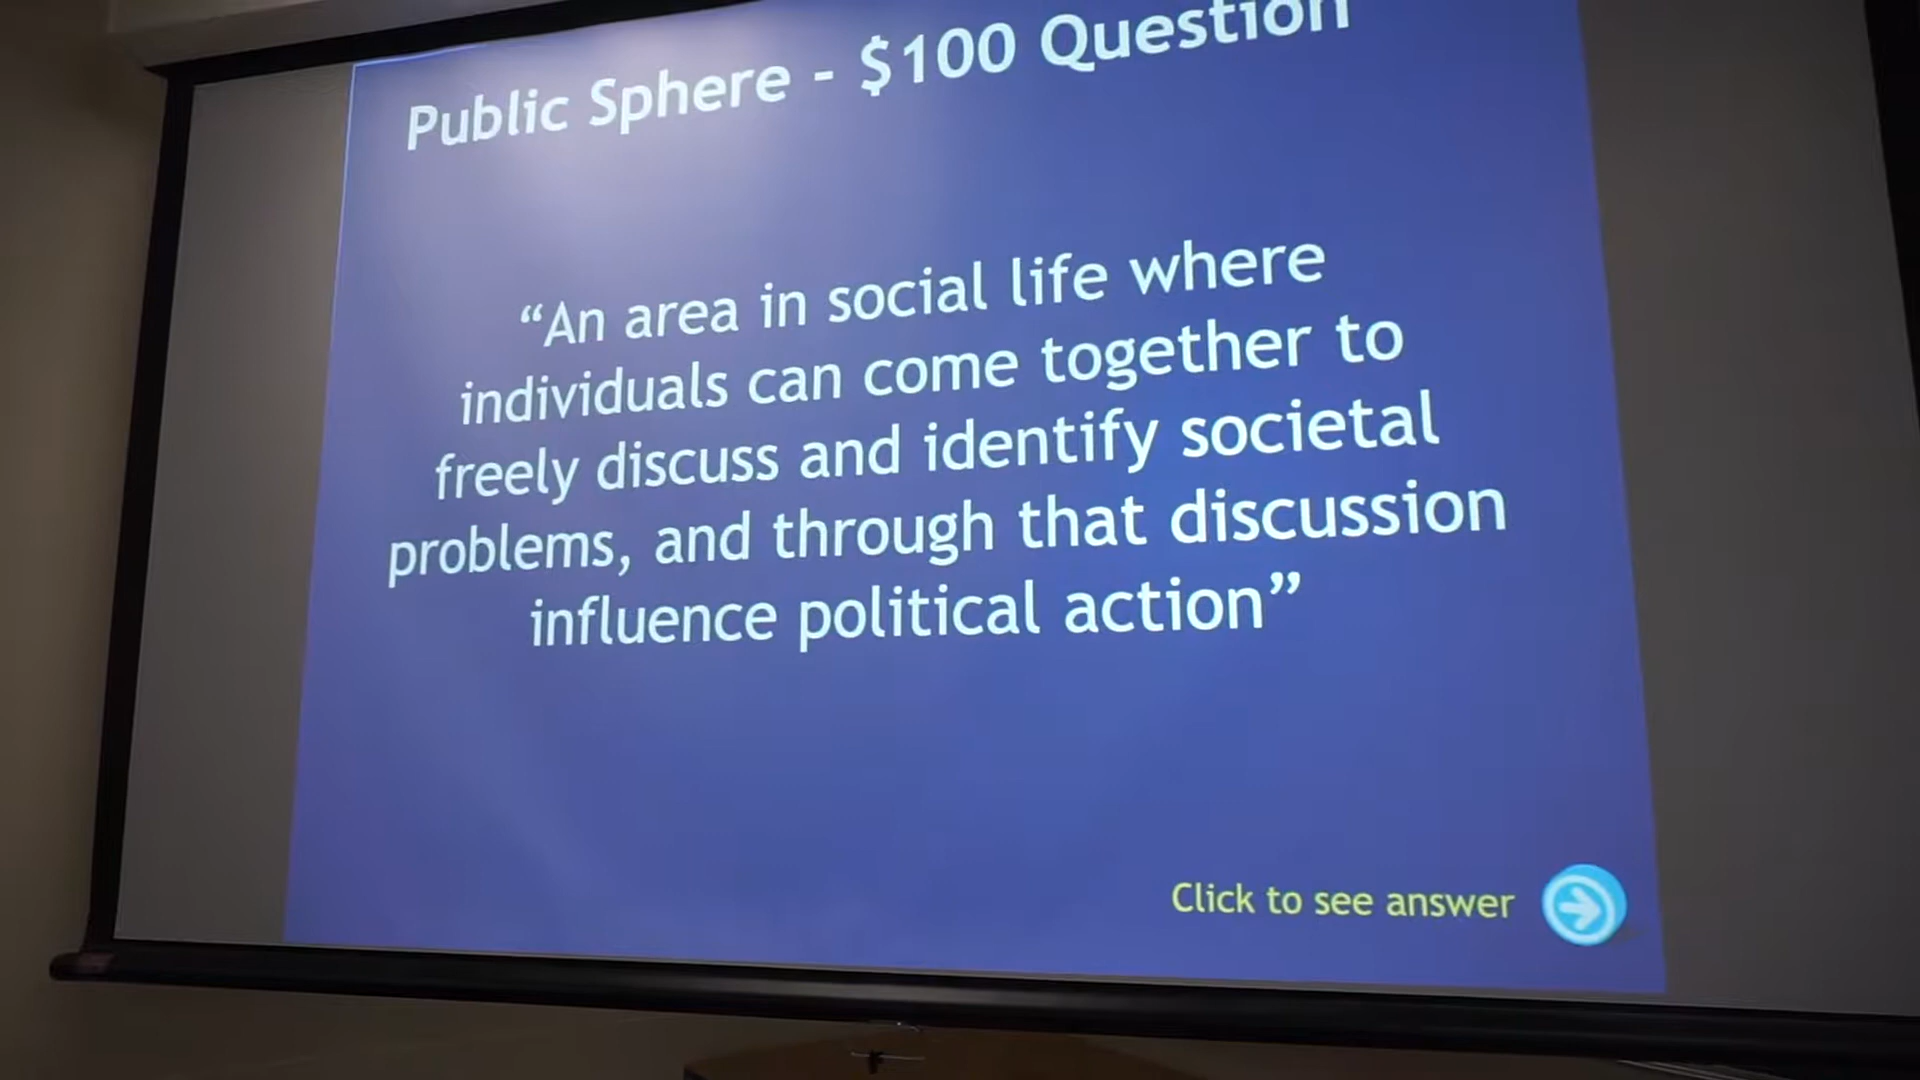 Public Sphere - $100 Question
“An area in social life where
individuals can come together to
freely discuss and identify societal
problems, and through that discussion
influence political action”
Click to see answer